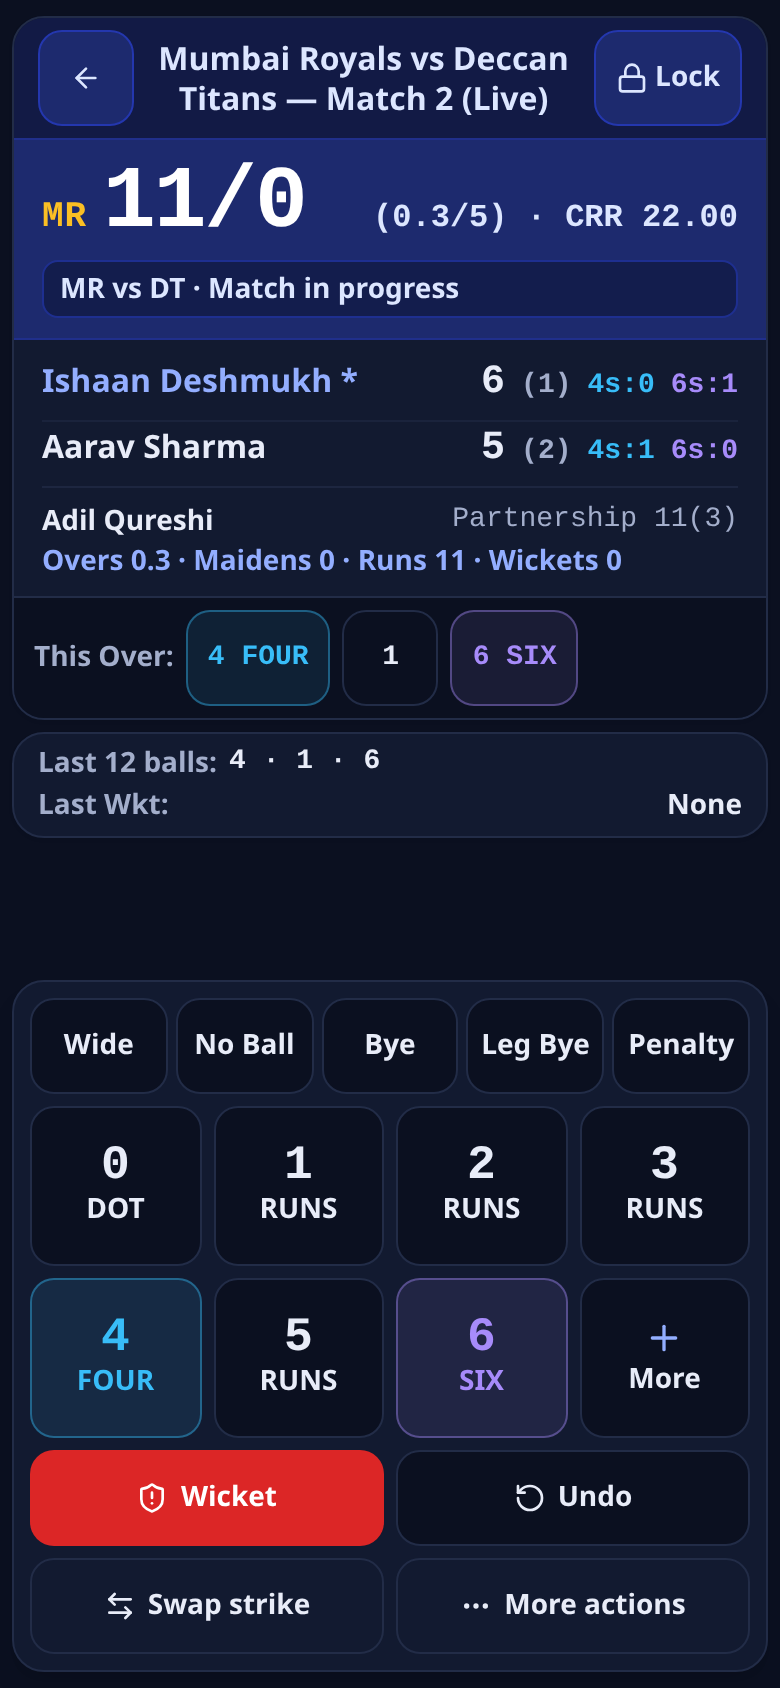 Mumbai Royals vs Deccan
Titans — Match 2 (Live)
Lock
MR 11/0 (0.3/5) · CRR 22.00
MR vs DT · Match in progress
Ishaan Deshmukh * 6 (1) 4s:0 6s:1
Aarav Sharma 5 (2) 4s:1 6s:0
Adil Qureshi Partnership 11(3)
Overs 0.3 · Maidens 0 · Runs 11 · Wickets 0
This Over: 4 FOUR 1 6 SIX
Last 12 balls: 4 · 1 · 6
Last Wkt: None
Wide No Ball Bye Leg Bye Penalty
0 1 2 3
DOT RUNS RUNS RUNS
4 5 6 +
FOUR RUNS SIX More
Wicket Undo
Swap strike More actions